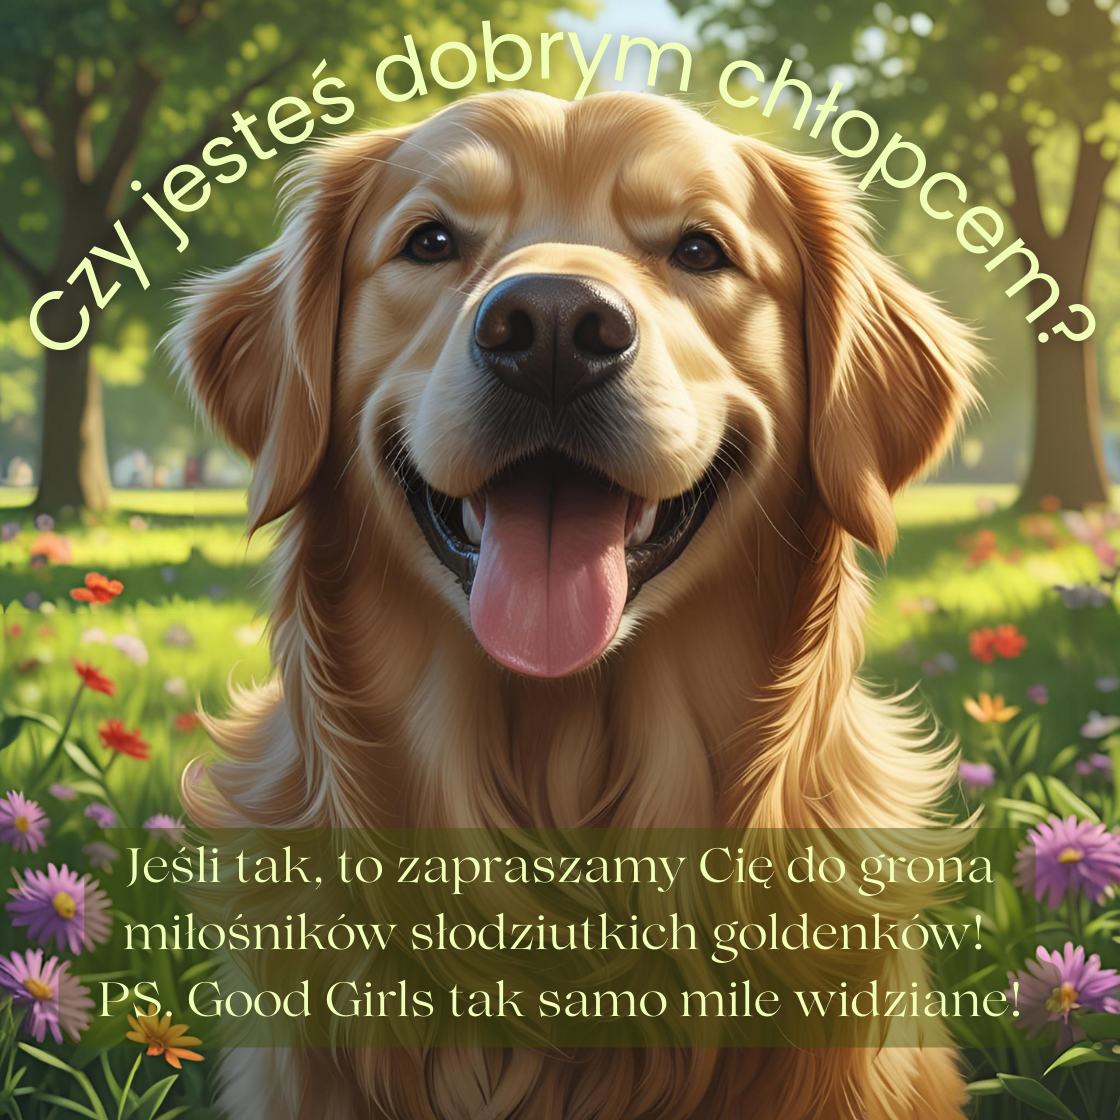 Czy jesteś dobrym chłopcem?
Jeśli tak, to zapraszamy Cię do grona
miłośników słodziutkich goldenków!
PS. Good Girls tak samo mile widziane!